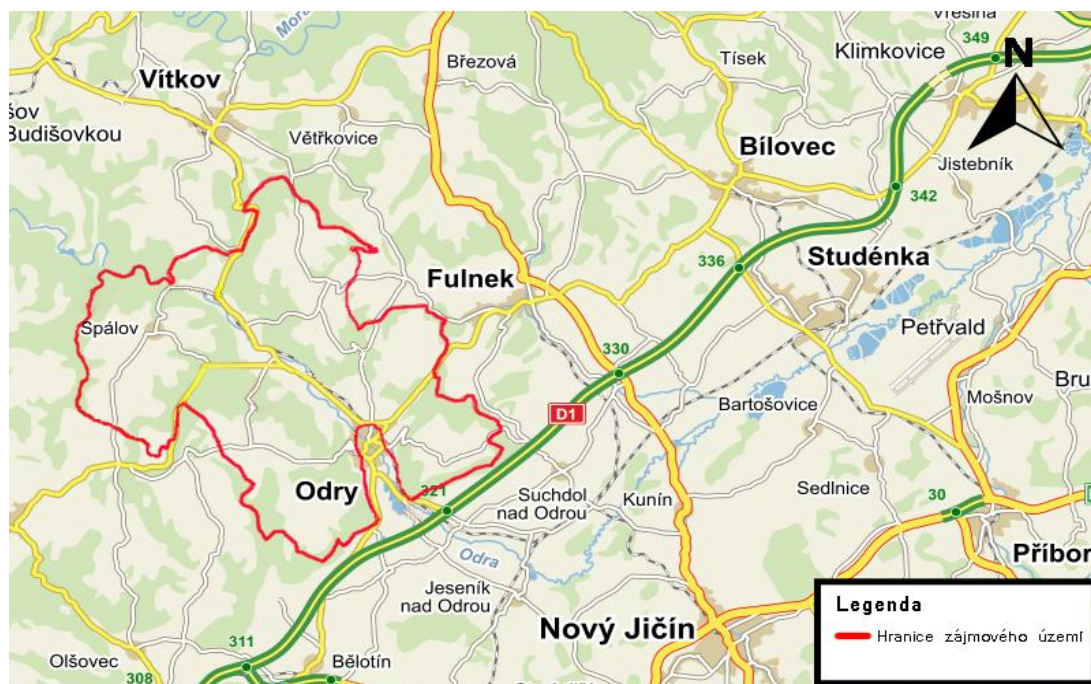 Mora
Vřesina
349
Klimkovice
N
Březová
Tísek
Vítkov
šov
Budišovkou
Větřkovice
Bílovec
Jistebník
342
336
Studénka
Fulnek
Petřvald
Špálov
330
Mošnov
Bru
D1
Bartošovice
Odry
321
Suchdol
nad Odrou
Kunín
Sedlnice
30
Příbor
Odra
Jeseník
nad Odrou
Legenda
Hranice zájmového území
Nový Jičín
311
Olšovec
308
Bělotín